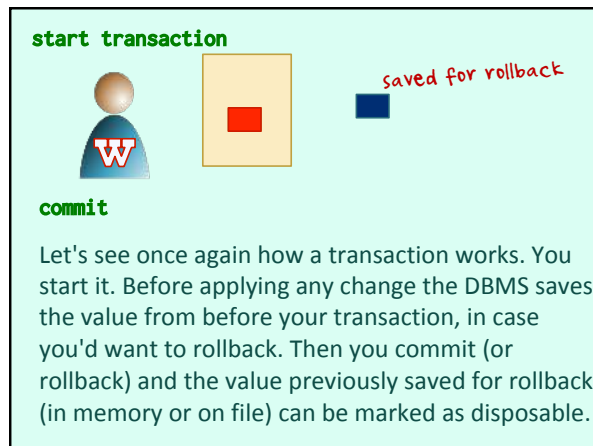 start transaction
saved for rollback
W
commit
Let's see once again how a transaction works. You
start it. Before applying any change the DBMS saves
the value from before your transaction, in case
you'd want to rollback. Then you commit (or
rollback) and the value previously saved for rollback
(in memory or on file) can be marked as disposable.